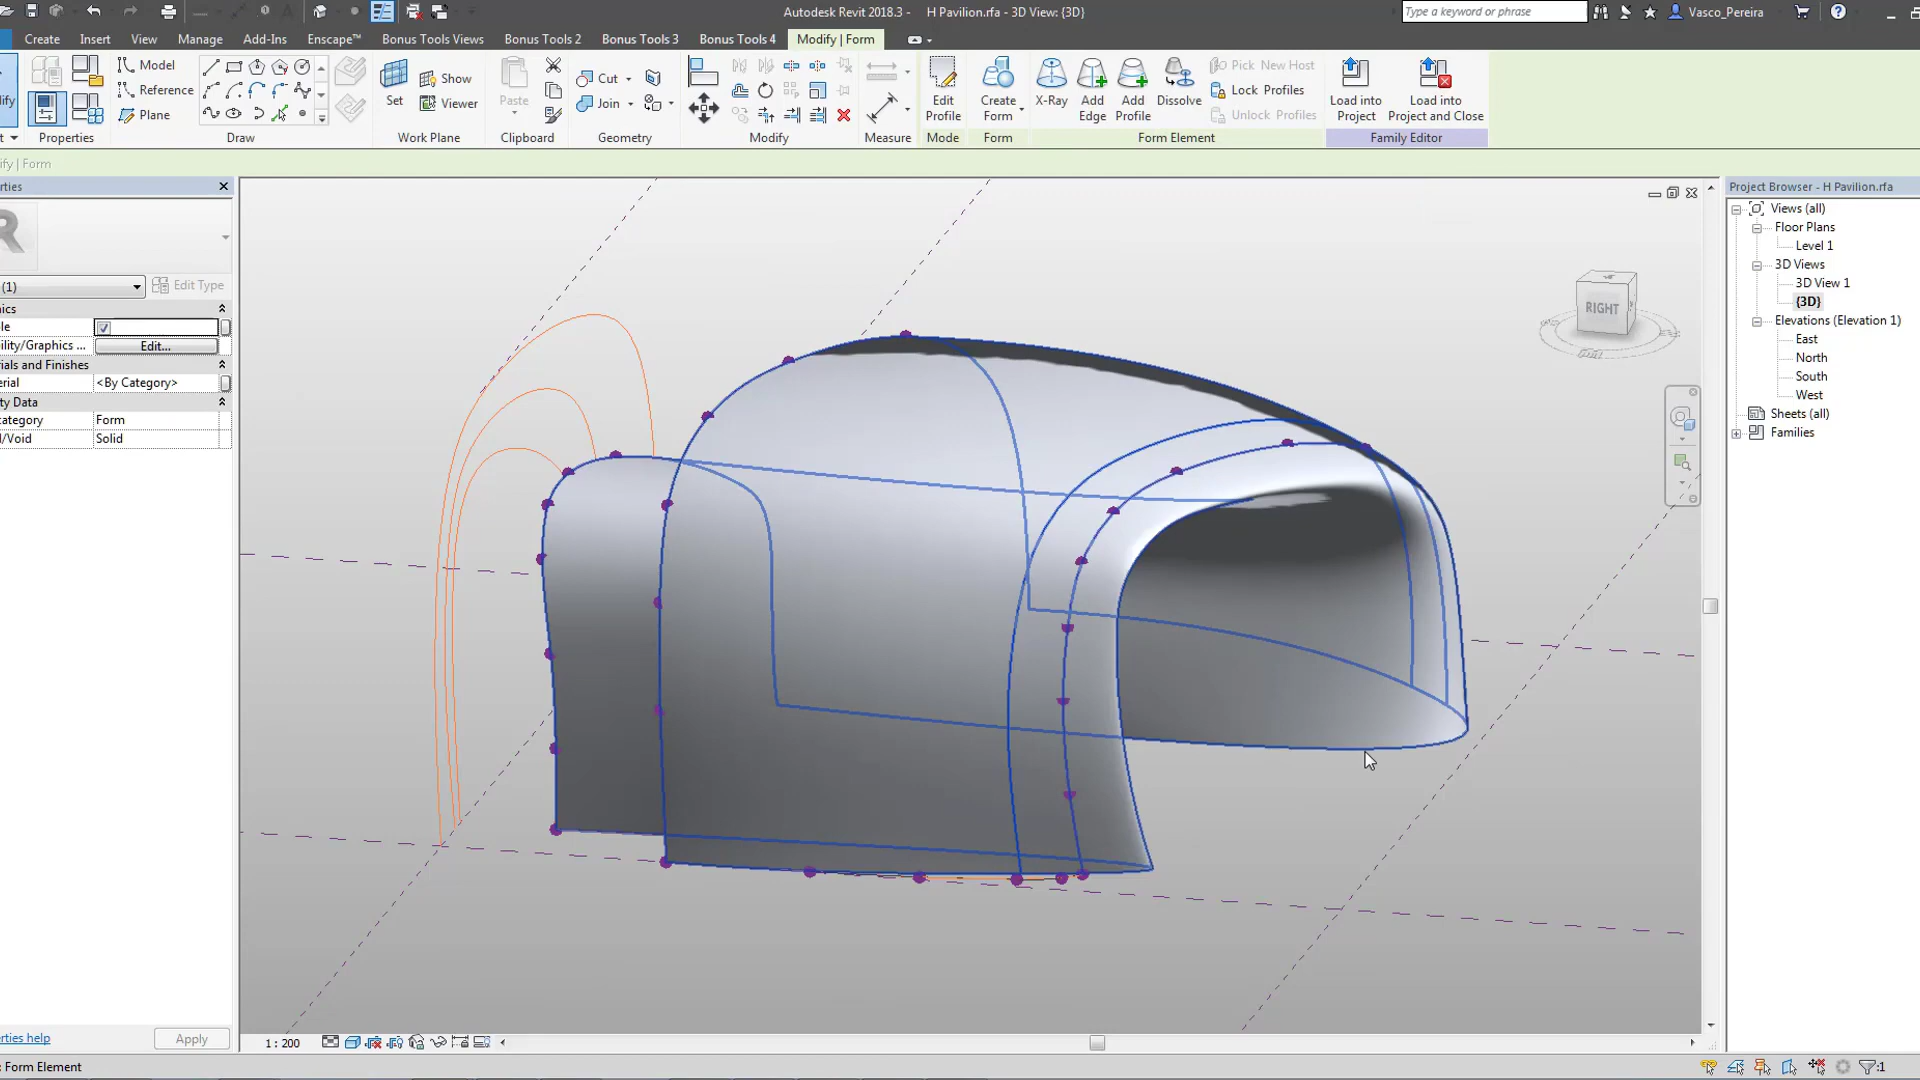 Autodesk Revit 2018.3 - H Pavilion.rfa - 3D View: {3D}
Type a keyword or phrase
Vasco_Pereira
Create Insert View Manage Add-Ins Enscape™ Bonus Tools Views Bonus Tools 2 Bonus Tools 3 Bonus Tools 4 Modify | Form
Model
Reference
Plane
Set
Show
Viewer
Paste
Cut
Join
Edit Profile
Create Form
X-Ray
Add Edge
Add Profile
Dissolve
Pick New Host
Lock Profiles
Unlock Profiles
Load into Project
Load into Project and Close
Properties Draw Work Plane Clipboard Geometry Modify Measure Mode Form Form Element Family Editor
ify | Form
rties
(1)
Edit Type
ics
le
ility/Graphics ... Edit...
ials and Finishes
erial <By Category>
ty Data
ategory Form
l/Void Solid
rties help
Apply
RIGHT
Project Browser - H Pavilion.rfa
Views (all)
Floor Plans
Level 1
3D Views
3D View 1
{3D}
Elevations (Elevation 1)
East
North
South
West
Sheets (all)
Families
1 : 200
: Form Element
:1